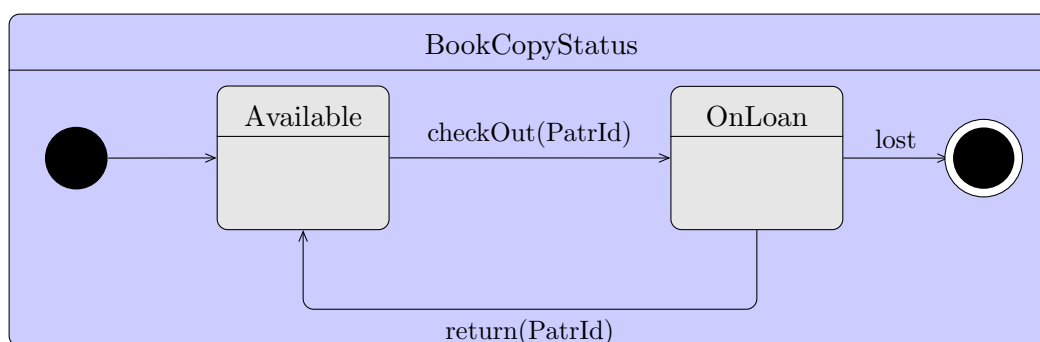 BookCopyStatus
Available
checkOut(PatrId)
OnLoan
lost
return(PatrId)